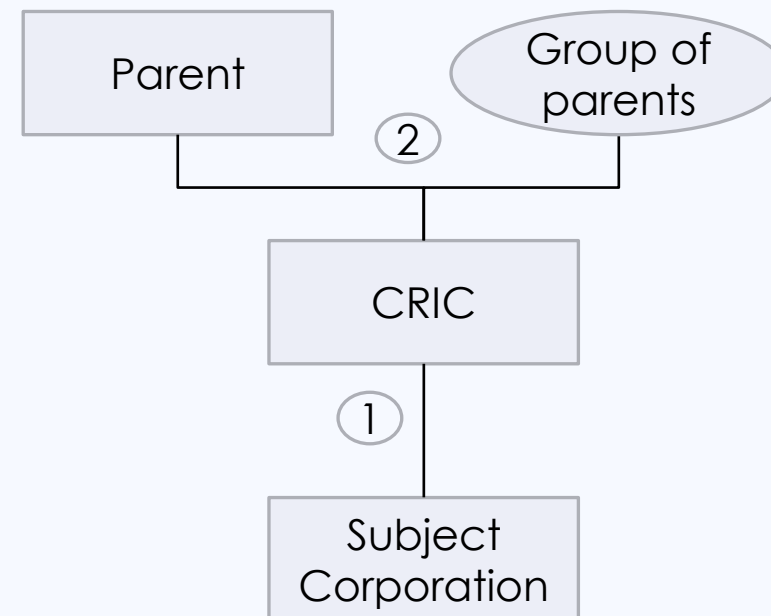 Parent
Group of
parents
2
CRIC
1
Subject
Corporation